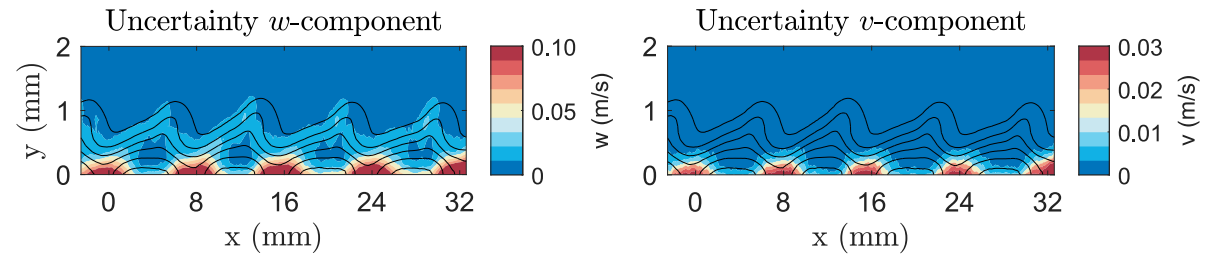 Uncertainty w-component
2
1
0
y (mm)
0 8 16 24 32
x (mm)
0.10
0.05
0
w (m/s)
Uncertainty v-component
2
1
0
0 8 16 24 32
x (mm)
0.03
0.02
0.01
0
v (m/s)